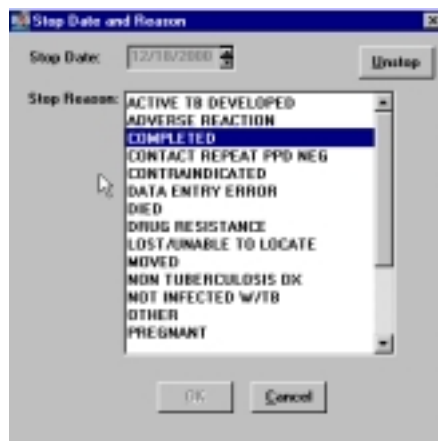 Stop Date and Reason
Stop Date: 12/18/2000
Unstop
Stop Reason:
ACTIVE TB DEVELOPED
ADVERSE REACTION
COMPLETED
CONTACT REPEAT PPD NEG
CONTRAINDICATED
DATA ENTRY ERROR
DIED
DRUG RESISTANCE
LOST/UNABLE TO LOCATE
MOVED
NON TUBERCULOSIS DX
NOT INFECTED W/TB
OTHER
PREGNANT
OK Cancel